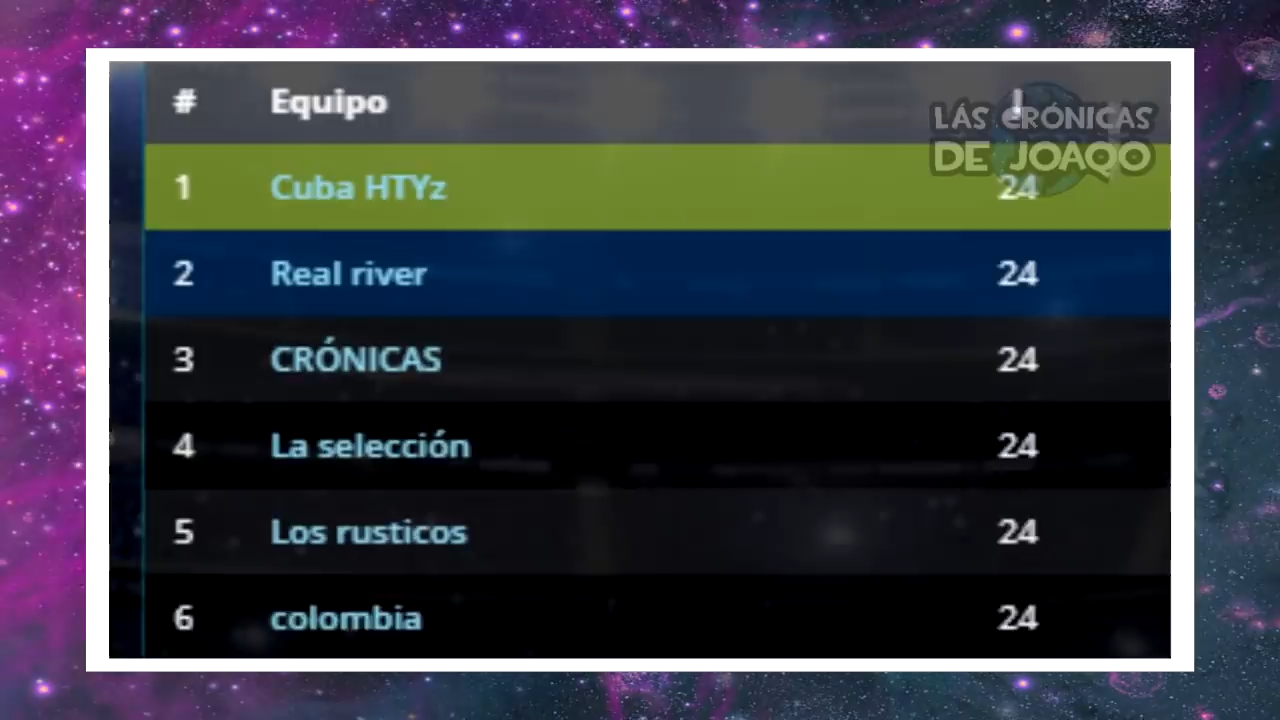 # Equipo J
LÁS CRÓNICAS
DE JOAQO
1 Cuba HTYz 24
2 Real river 24
3 CRÓNICAS 24
4 La selección 24
5 Los rusticos 24
6 colombia 24